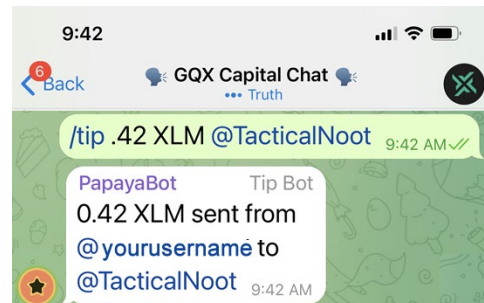 9:42
6
Back
🗣 GQX Capital Chat 🗣
••• Truth
/tip .42 XLM @TacticalNoot 9:42 AM
PapayaBot Tip Bot
0.42 XLM sent from
@yourusername to
@TacticalNoot 9:42 AM